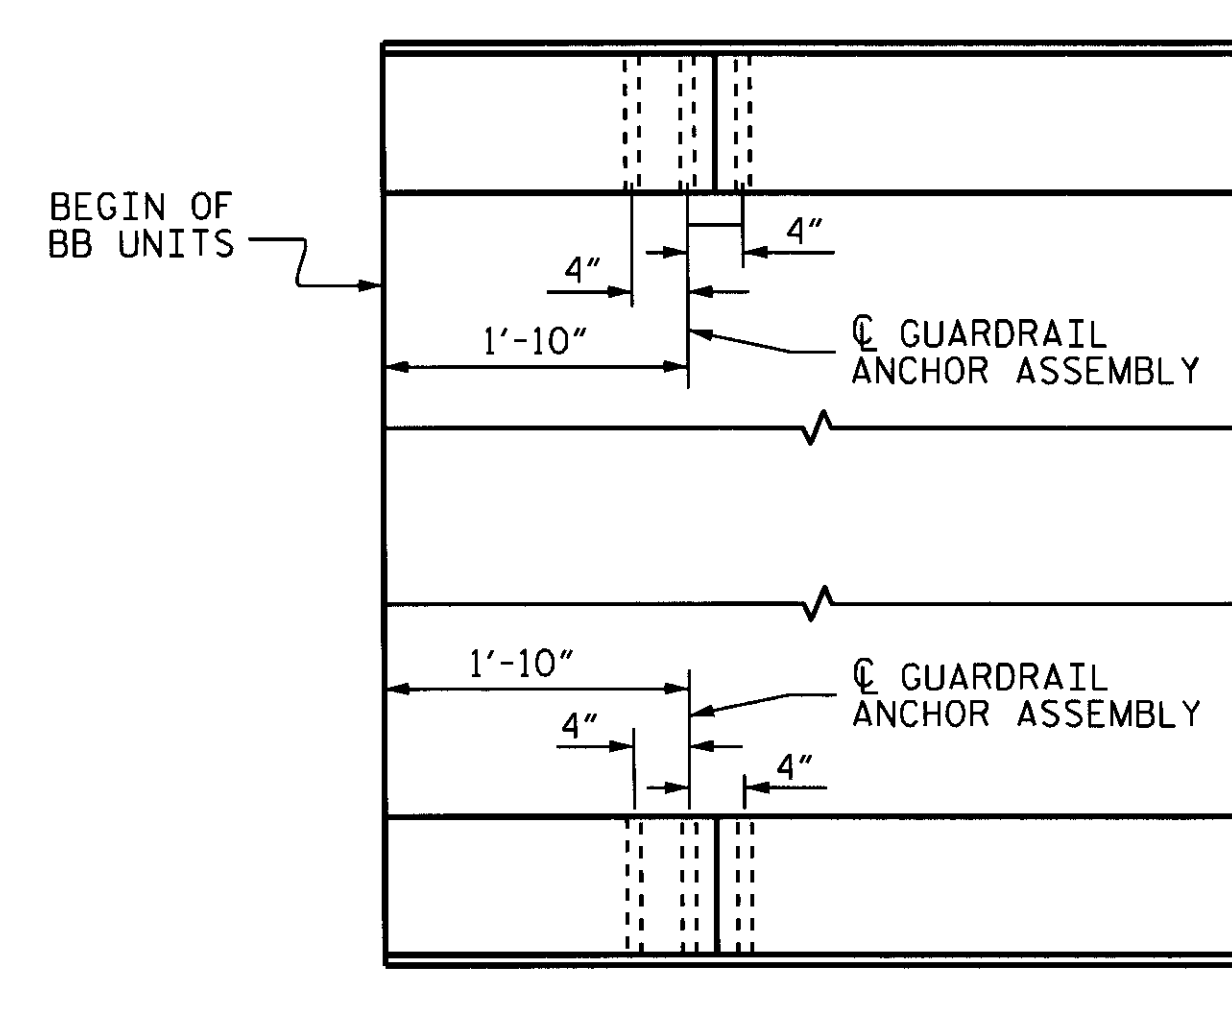 BEGIN OF
BB UNITS
4"
4"
1'-10"
℄ GUARDRAIL
ANCHOR ASSEMBLY
1'-10"
℄ GUARDRAIL
ANCHOR ASSEMBLY
4"
4"